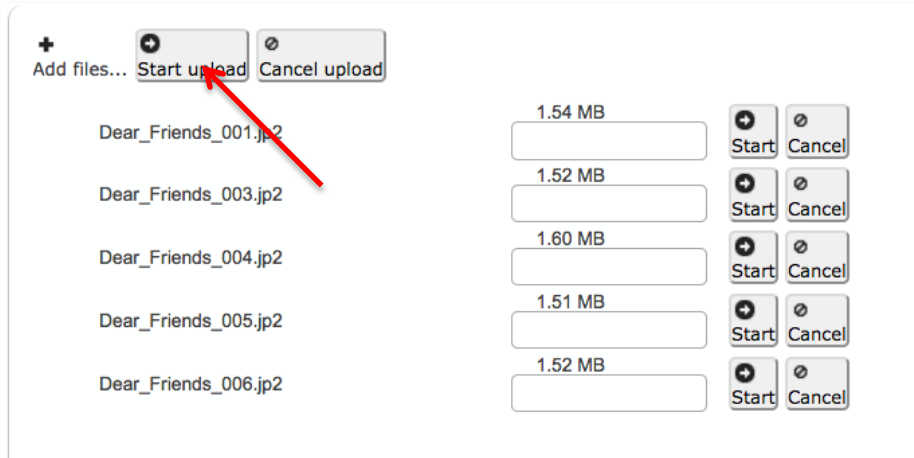 Add files... Start upload Cancel upload
1.54 MB
Dear_Friends_001.jp2 Start Cancel
1.52 MB
Dear_Friends_003.jp2 Start Cancel
1.60 MB
Dear_Friends_004.jp2 Start Cancel
1.51 MB
Dear_Friends_005.jp2 Start Cancel
1.52 MB
Dear_Friends_006.jp2 Start Cancel